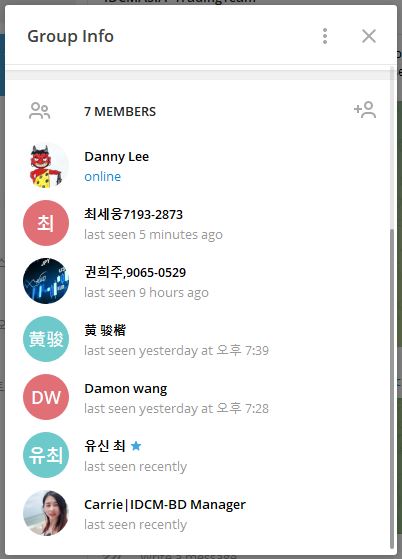 Group Info
7 MEMBERS
Danny Lee
online
최
최세웅7193-2873
last seen 5 minutes ago
권희주,9065-0529
last seen 9 hours ago
黄骏
黄 骏楷
last seen yesterday at 오후 7:39
DW
Damon wang
last seen yesterday at 오후 7:28
유최
유신 최
last seen recently
Carrie|IDCM-BD Manager
last seen recently